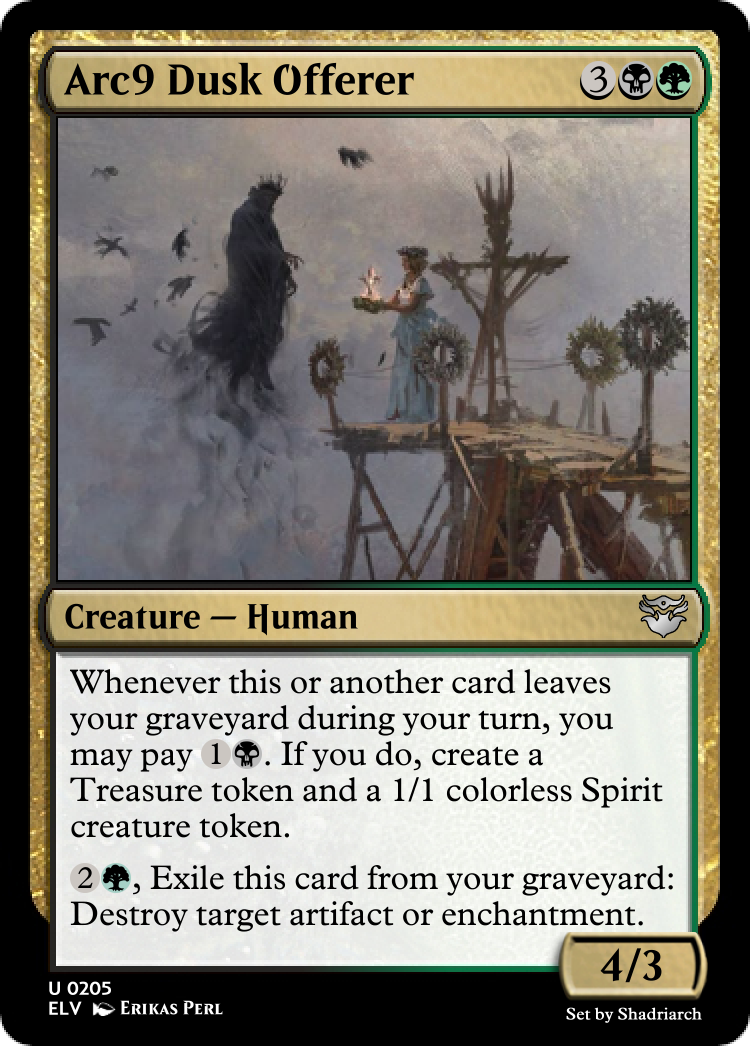 Arc9 Dusk Offerer 3
Creature — Human
Whenever this or another card leaves
your graveyard during your turn, you
may pay 1. If you do, create a
Treasure token and a 1/1 colorless Spirit
creature token.
2, Exile this card from your graveyard:
Destroy target artifact or enchantment.
4/3
U 0205
ELV Erikas Perl
Set by Shadriarch